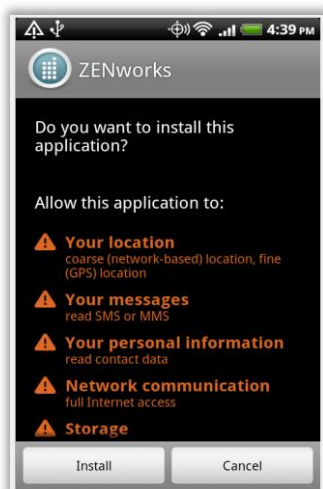 4:39 PM
ZENworks
Do you want to install this
application?
Allow this application to:
Your location
coarse (network-based) location, fine
(GPS) location
Your messages
read SMS or MMS
Your personal information
read contact data
Network communication
full Internet access
Storage
Install Cancel